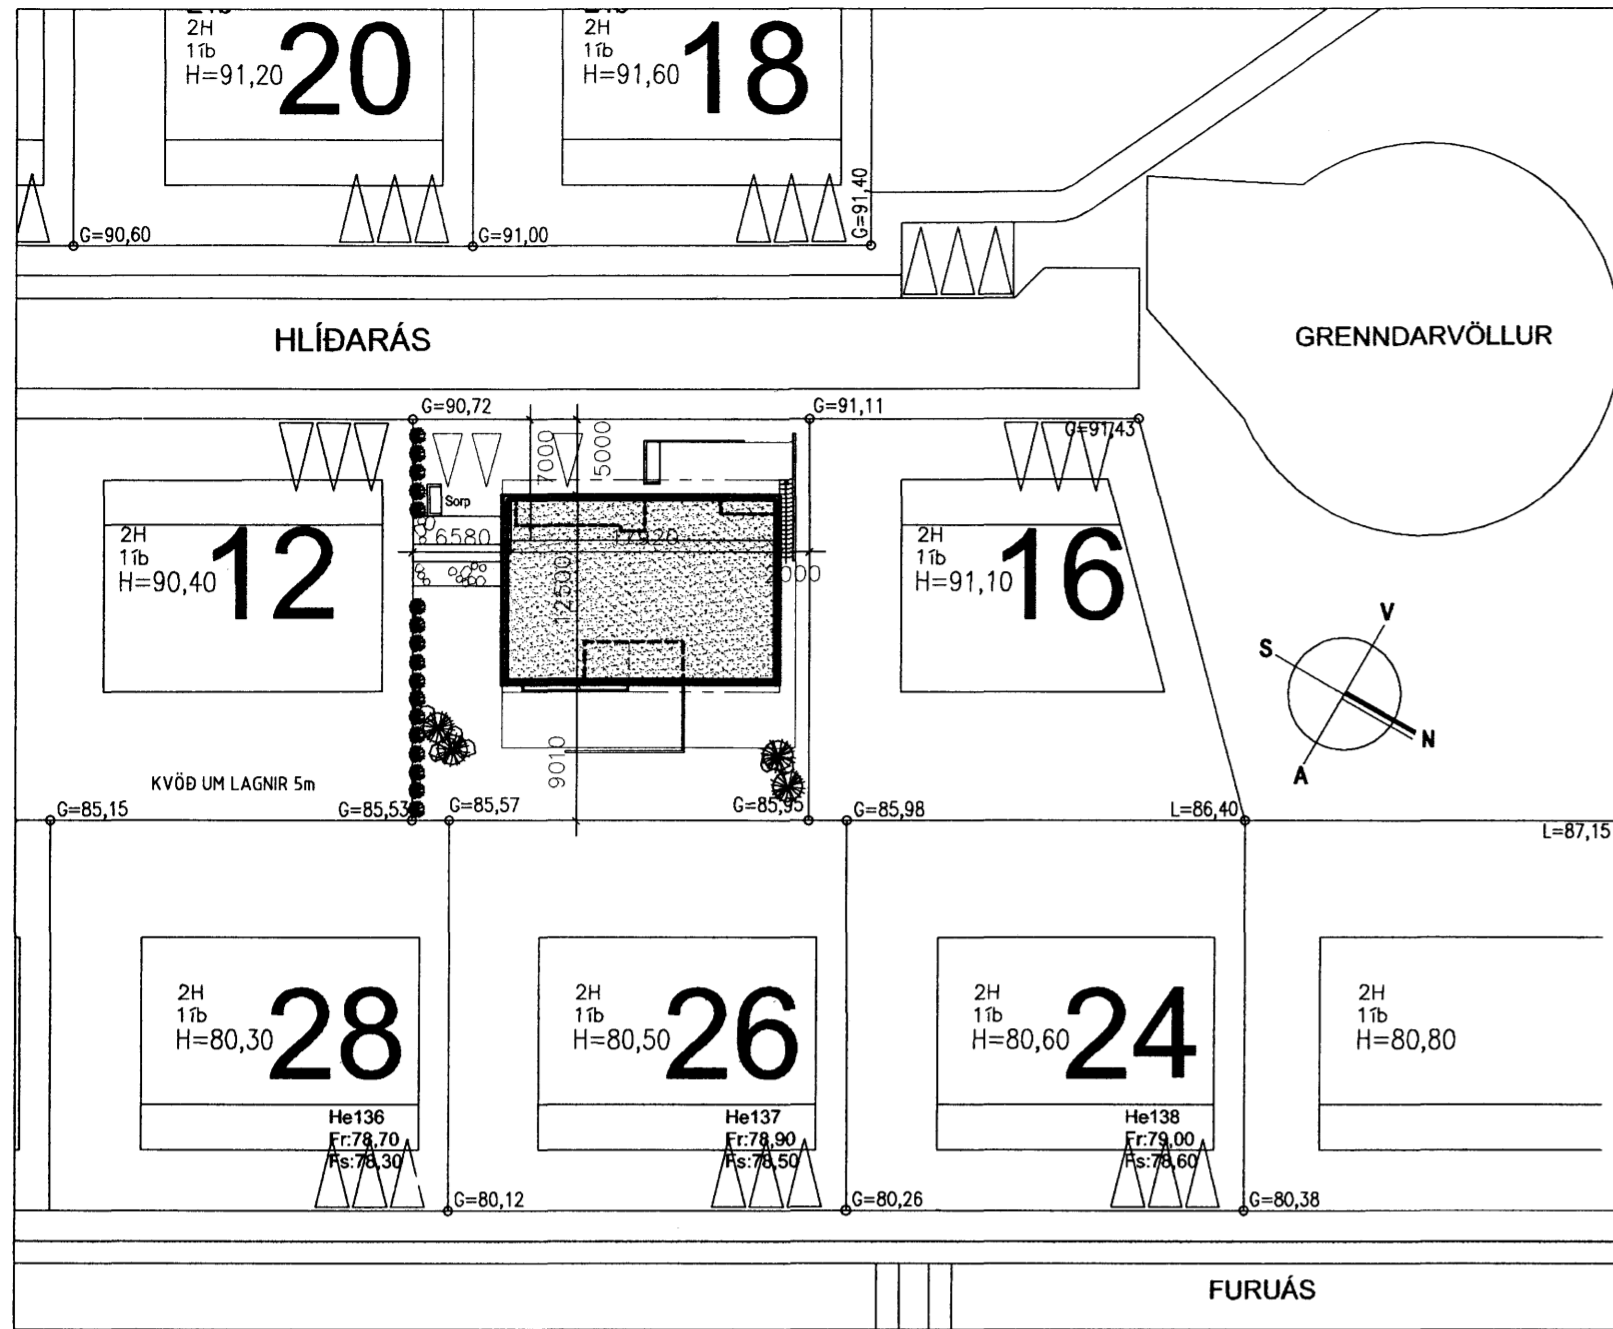 2H
1íb
H=91,20
20
2H
1íb
H=91,60
18
G=90,60
G=91,00
G=91,40
HLÍÐARÁS
GRENNDARVÖLLUR
G=90,72
G=91,11
G=91,43
7000
5000
Sorp
6580
17920
2000
12500
9010
2H
1íb
H=90,40
12
2H
1íb
H=91,10
16
V
S
N
A
KVÖÐ UM LAGNIR 5m
G=85,15
G=85,53
G=85,57
G=85,95
G=85,98
L=86,40
L=87,15
2H
1íb
H=80,30
28
He136
Fr:78,70
Fs:78,30
2H
1íb
H=80,50
26
He137
Fr:78,90
Fs:78,50
2H
1íb
H=80,60
24
He138
Fr:79,00
Fs:78,60
2H
1íb
H=80,80
G=80,12
G=80,26
G=80,38
FURUÁS